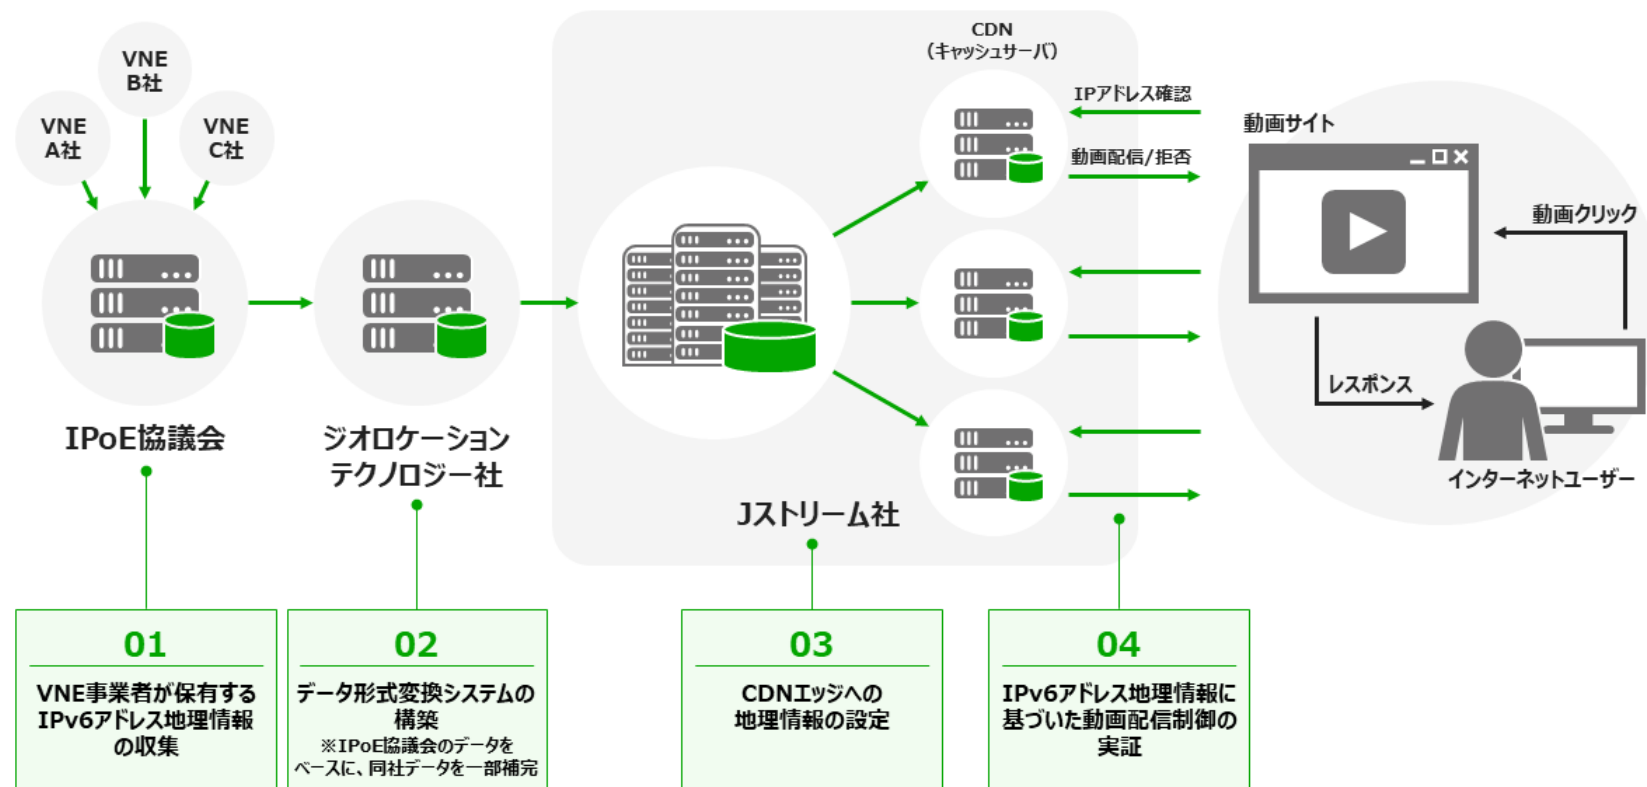 CDN
（キャッシュサーバ）
VNE
B社
VNE
A社
VNE
C社
IPアドレス確認
動画配信/拒否
動画サイト
動画クリック
レスポンス
インターネットユーザー
IPoE協議会
ジオロケーション
テクノロジー社
Jストリーム社
01
VNE事業者が保有する
IPv6アドレス地理情報
の収集
02
データ形式変換システムの
構築
※IPoE協議会のデータを
ベースに、同社データを一部補完
03
CDNエッジへの
地理情報の設定
04
IPv6アドレス地理情報に
基づいた動画配信制御の
実証